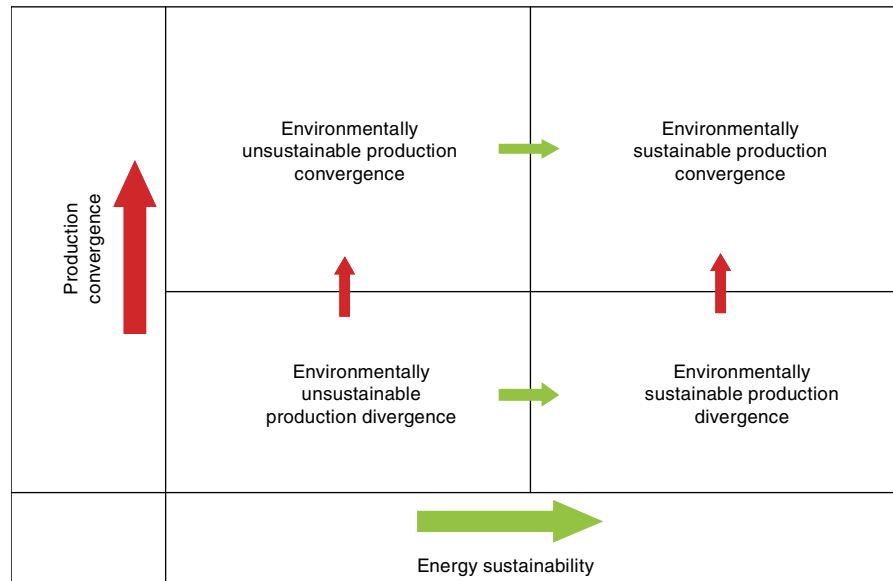 Environmentally
unsustainable production
convergence
Environmentally
sustainable production
convergence
Production
convergence
Environmentally
unsustainable
production divergence
Environmentally
sustainable production
divergence
Energy sustainability